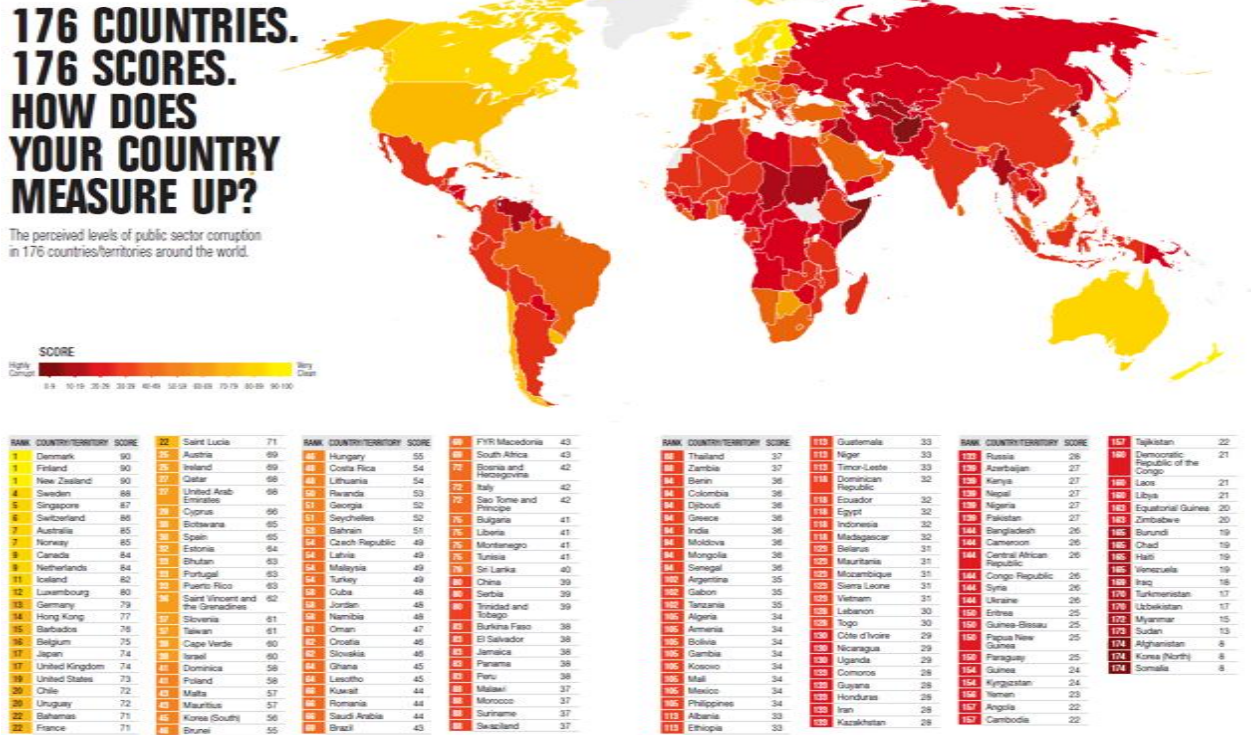 176 COUNTRIES.
176 SCORES.
HOW DOES
YOUR COUNTRY
MEASURE UP?
The perceived levels of public sector corruption
in 176 countries/territories around the world.
SCORE
Highly
Corrupt
Very
Clean
0-9 10-19 20-29 30-39 40-49 50-59 60-69 70-79 80-89 90-100
RANK COUNTRY/TERRITORY SCORE
1 Denmark 90
1 Finland 90
1 New Zealand 90
4 Sweden 88
5 Singapore 87
6 Switzerland 86
7 Australia 85
7 Norway 85
9 Canada 84
9 Netherlands 84
11 Iceland 82
12 Luxembourg 80
13 Germany 79
14 Hong Kong 77
15 Barbados 76
16 Belgium 75
17 Japan 74
17 United Kingdom 74
19 United States 73
20 Chile 72
20 Uruguay 72
22 Bahamas 71
22 France 71
22 Saint Lucia 71
25 Austria 69
25 Ireland 69
27 Qatar 68
27 United Arab
Emirates 68
29 Cyprus 66
30 Botswana 65
30 Spain 65
32 Estonia 64
33 Bhutan 63
33 Portugal 63
33 Puerto Rico 63
36 Saint Vincent and
the Grenadines 62
37 Slovenia 61
37 Taiwan 61
39 Cape Verde 60
39 Israel 60
41 Dominica 58
41 Poland 58
43 Malta 57
43 Mauritius 57
45 Korea (South) 56
46 Brunei 55
RANK COUNTRY/TERRITORY SCORE
46 Hungary 55
48 Costa Rica 54
48 Lithuania 54
50 Rwanda 53
51 Georgia 52
51 Seychelles 52
53 Bahrain 51
54 Czech Republic 49
54 Latvia 49
54 Malaysia 49
54 Turkey 49
58 Cuba 48
58 Jordan 48
58 Namibia 48
61 Oman 47
62 Croatia 46
62 Slovakia 46
64 Ghana 45
64 Lesotho 45
66 Kuwait 44
66 Romania 44
66 Saudi Arabia 44
69 Brazil 43
69 FYR Macedonia 43
69 South Africa 43
72 Bosnia and
Herzegovina 42
72 Italy 42
72 Sao Tome and
Principe 42
75 Bulgaria 41
75 Liberia 41
75 Montenegro 41
75 Tunisia 41
79 Sri Lanka 40
80 China 39
80 Serbia 39
80 Trinidad and
Tobago 39
83 Burkina Faso 38
83 El Salvador 38
83 Jamaica 38
83 Panama 38
83 Peru 38
88 Malawi 37
88 Morocco 37
88 Suriname 37
88 Swaziland 37
RANK COUNTRY/TERRITORY SCORE
88 Thailand 37
88 Zambia 37
94 Benin 36
94 Colombia 36
94 Djibouti 36
94 Greece 36
94 India 36
94 Moldova 36
94 Mongolia 36
94 Senegal 36
102 Argentina 35
102 Gabon 35
102 Tanzania 35
105 Algeria 34
105 Armenia 34
105 Bolivia 34
105 Gambia 34
105 Kosovo 34
105 Mali 34
105 Mexico 34
105 Philippines 34
113 Albania 33
113 Ethiopia 33
113 Guatemala 33
113 Niger 33
113 Timor-Leste 33
118 Dominican
Republic 32
118 Ecuador 32
118 Egypt 32
118 Indonesia 32
118 Madagascar 32
123 Belarus 31
123 Mauritania 31
123 Mozambique 31
123 Sierra Leone 31
123 Vietnam 31
128 Lebanon 30
128 Togo 30
130 Côte d'Ivoire 29
130 Nicaragua 29
130 Uganda 29
133 Comoros 28
133 Guyana 28
133 Honduras 28
133 Iran 28
133 Kazakhstan 28
RANK COUNTRY/TERRITORY SCORE
133 Russia 28
139 Azerbaijan 27
139 Kenya 27
139 Nepal 27
139 Nigeria 27
139 Pakistan 27
144 Bangladesh 26
144 Cameroon 26
144 Central African
Republic 26
144 Congo Republic 26
144 Syria 26
144 Ukraine 26
150 Eritrea 25
150 Guinea-Bissau 25
150 Papua New
Guinea 25
150 Paraguay 25
154 Guinea 24
154 Kyrgyzstan 24
156 Yemen 23
157 Angola 22
157 Cambodia 22
157 Tajikistan 22
160 Democratic
Republic of the
Congo 21
160 Laos 21
160 Libya 21
163 Equatorial Guinea 20
163 Zimbabwe 20
165 Burundi 19
165 Chad 19
165 Haiti 19
165 Venezuela 19
169 Iraq 18
170 Turkmenistan 17
170 Uzbekistan 17
172 Myanmar 15
173 Sudan 13
174 Afghanistan 8
174 Korea (North) 8
174 Somalia 8